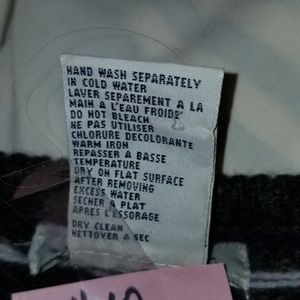 HAND WASH SEPARATELY
IN COLD WATER
LAVER SEPAREMENT A LA
MAIN A L'EAU FROIDE
DO NOT BLEACH
NE PAS UTILISER
CHLORURE DECOLORANTE
WARM IRON
REPASSER A BASSE
TEMPERATURE
DRY ON FLAT SURFACE
AFTER REMOVING
EXCESS WATER
SECHER A PLAT
APRES L'ESSORAGE
DRY CLEAN
NETTOYER A SEC